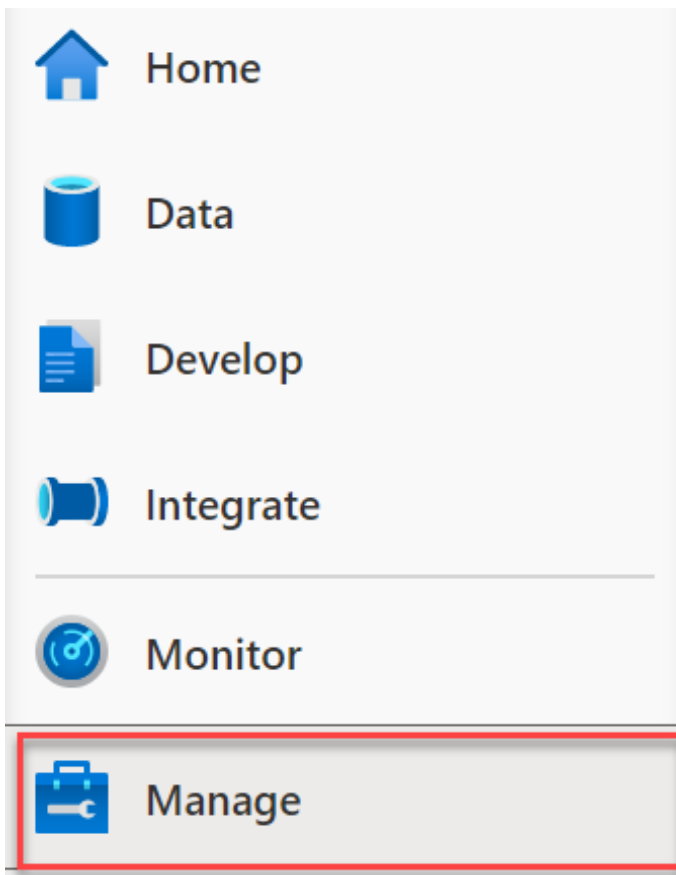 Home
Data
Develop
Integrate
Monitor
Manage